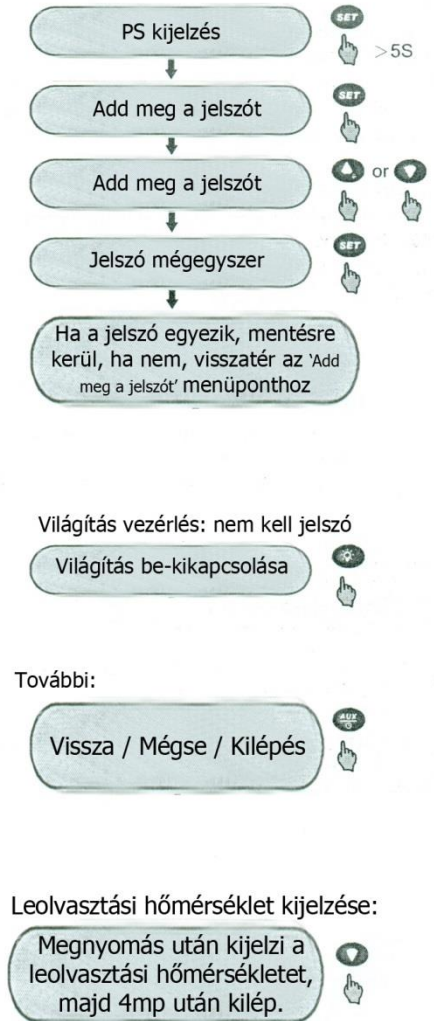 PS kijelzés
SET
>5S
Add meg a jelszót
SET
Add meg a jelszót
or
Jelszó mégegyszer
SET
Ha a jelszó egyezik, mentésre
kerül, ha nem, visszatér az 'Add
meg a jelszót' menüponthoz
Világítás vezérlés: nem kell jelszó
Világítás be-kikapcsolása
További:
Vissza / Mégse / Kilépés
AUX
Leolvasztási hőmérséklet kijelzése:
Megnyomás után kijelzi a
leolvasztási hőmérsékletet,
majd 4mp után kilép.